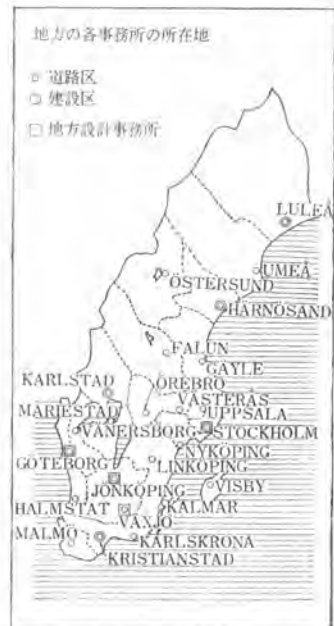 地方の各事務所の所在地
道路区
建設区
地方設計事務所
LULEÅ
UMEÅ
ÖSTERSUND
HÄRNÖSAND
FALUN
GÄVLE
KARLSTAD
ÖREBRO
VÄSTERÅS
MARIESTAD
UPPSALA
VÄNERSBORG
STOCKHOLM
NYKÖPING
GÖTEBORG
LINKÖPING
JÖNKÖPING
VISBY
HALMSTAT
KALMAR
VÄXJÖ
MALMÖ
KARLSKRONA
KRISTIANSTAD